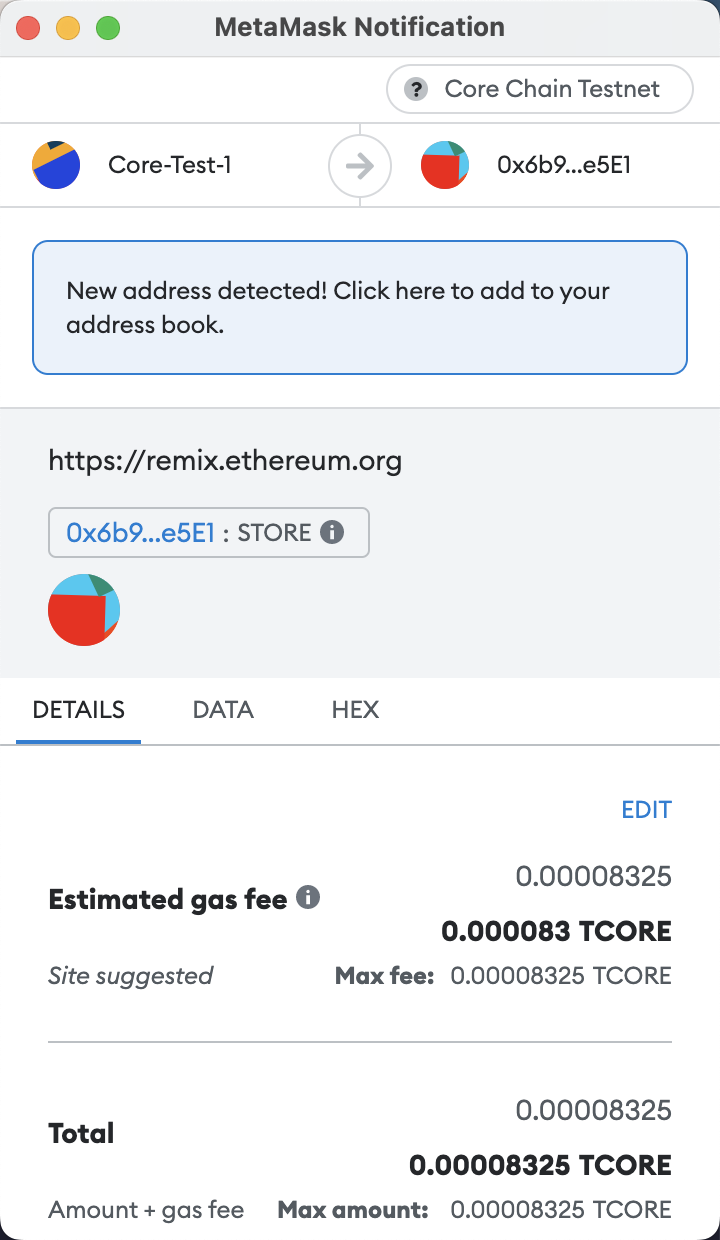 MetaMask Notification
? Core Chain Testnet
Core-Test-1
0x6b9...e5E1
New address detected! Click here to add to your
address book.
https://remix.ethereum.org
0x6b9...e5E1 : STORE
DETAILS DATA HEX
EDIT
0.00008325
Estimated gas fee
0.000083 TCORE
Site suggested Max fee: 0.00008325 TCORE
0.00008325
Total
0.00008325 TCORE
Amount + gas fee Max amount: 0.00008325 TCORE